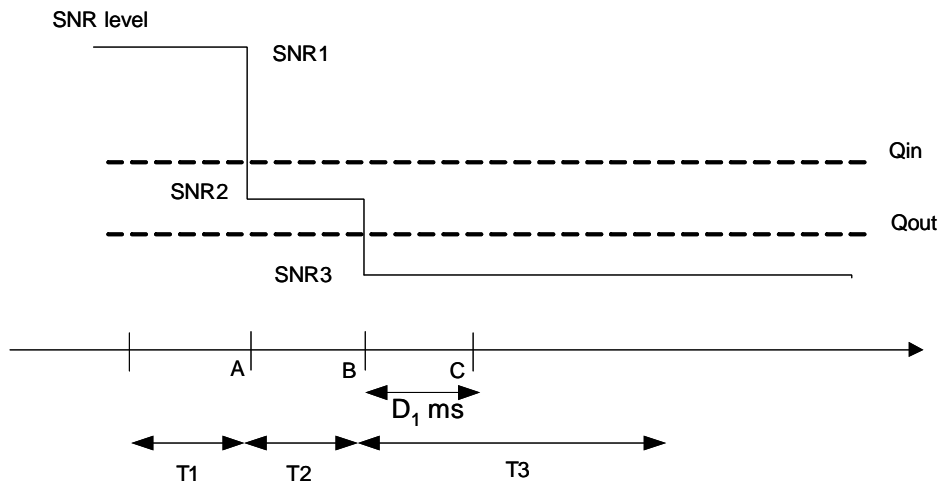 SNR level
SNR1
Qin
SNR2
Qout
SNR3
A
B
C
D₁ ms
T1
T2
T3